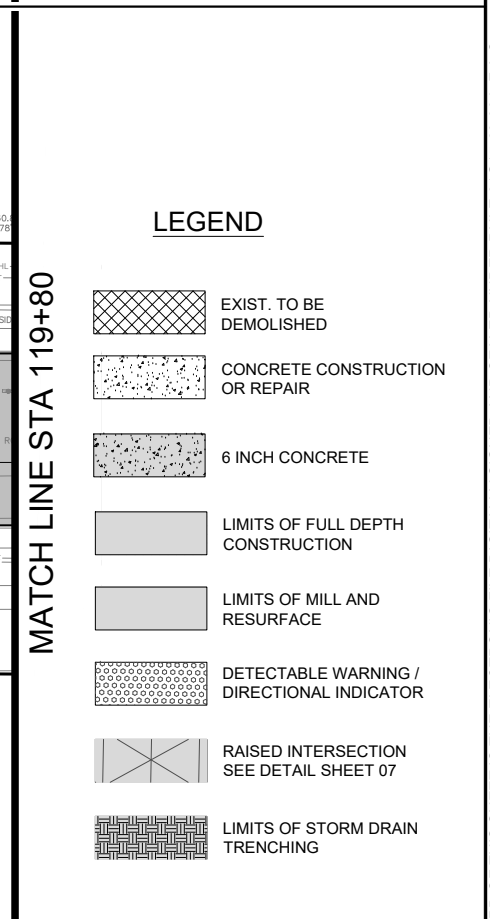 LEGEND
MATCH LINE STA 119+80
EXIST. TO BE
DEMOLISHED
CONCRETE CONSTRUCTION
OR REPAIR
6 INCH CONCRETE
LIMITS OF FULL DEPTH
CONSTRUCTION
LIMITS OF MILL AND
RESURFACE
DETECTABLE WARNING /
DIRECTIONAL INDICATOR
RAISED INTERSECTION
SEE DETAIL SHEET 07
LIMITS OF STORM DRAIN
TRENCHING